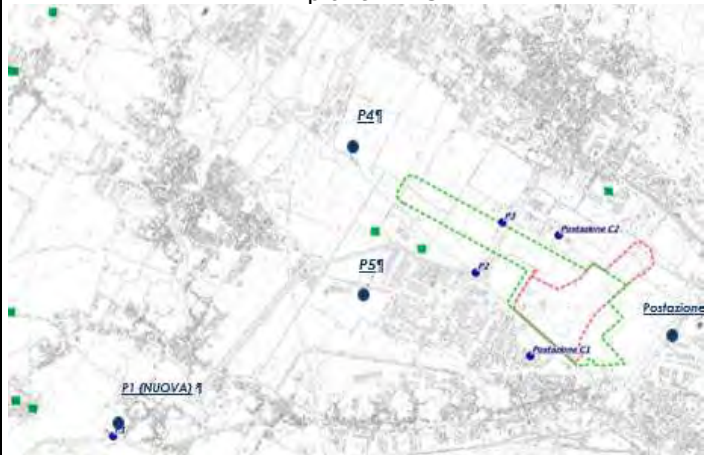 P4¶
P3
Postazione C2
P2
P5¶
Postazione
Postazione C1
P1 (NUOVA) ¶